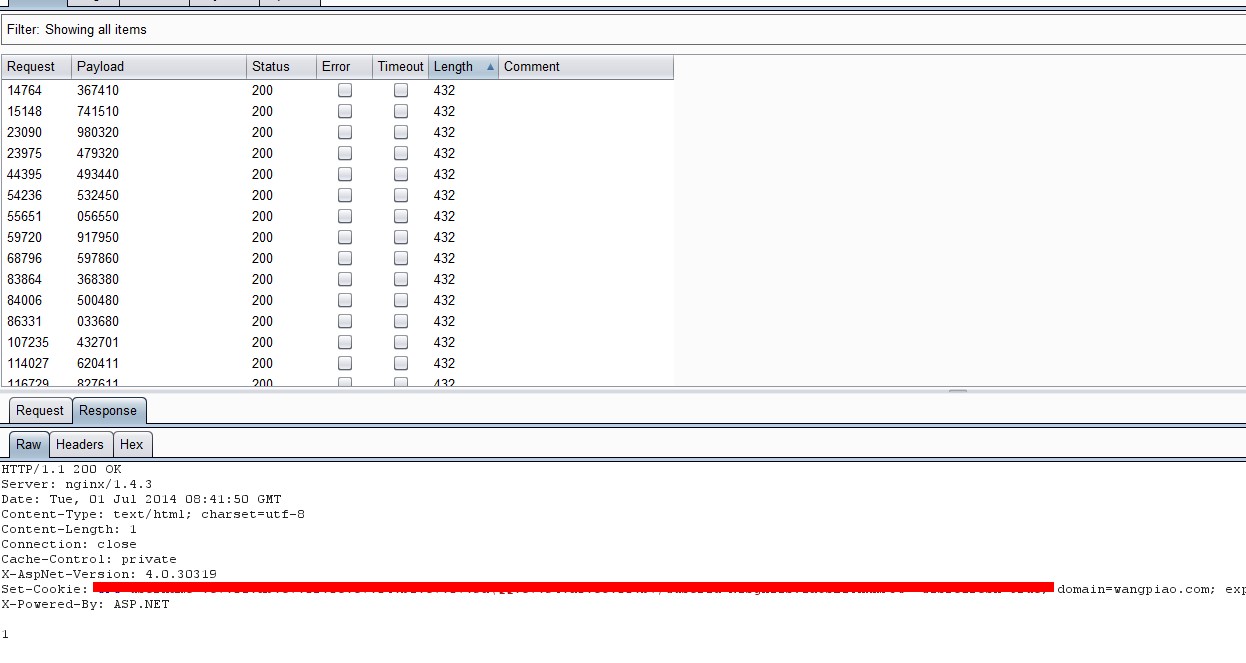 Filter: Showing all items
Request Payload Status Error Timeout Length Comment
14764 367410 200 432
15148 741510 200 432
23090 980320 200 432
23975 479320 200 432
44395 493440 200 432
54236 532450 200 432
55651 056550 200 432
59720 917950 200 432
68796 597860 200 432
83864 368380 200 432
84006 500480 200 432
86331 033680 200 432
107235 432701 200 432
114027 620411 200 432
116729 827611 200 432
Request Response
Raw Headers Hex
HTTP/1.1 200 OK
Server: nginx/1.4.3
Date: Tue, 01 Jul 2014 08:41:50 GMT
Content-Type: text/html; charset=utf-8
Content-Length: 1
Connection: close
Cache-Control: private
X-AspNet-Version: 4.0.30319
Set-Cookie: domain=wangpiao.com; exp
X-Powered-By: ASP.NET
1